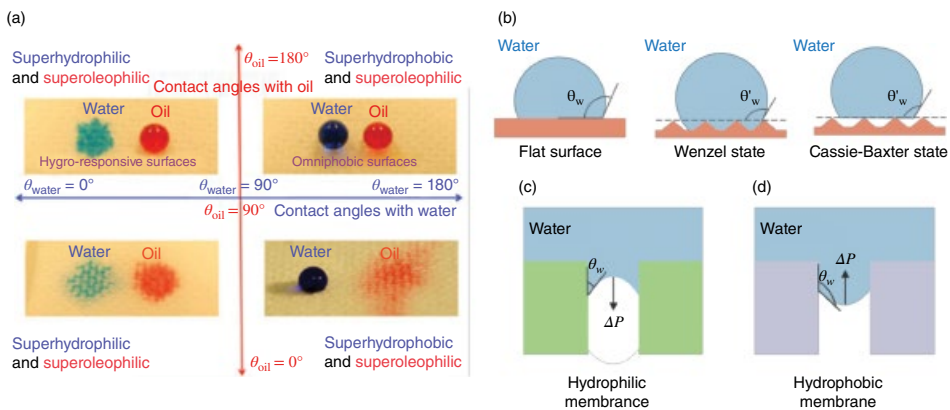 (a)
Superhydrophilic
and superoleophilic
θoil = 180°
Superhydrophobic
and superoleophilic
Contact angles with oil
Water
Oil
Hygro-responsive surfaces
Water
Oil
Omniphobic surfaces
θwater = 0°
θwater = 90°
θwater = 180°
θoil = 90°
Contact angles with water
Water
Oil
Water
Oil
Superhydrophilic
and superoleophilic
θoil = 0°
Superhydrophobic
and superoleophilic
(b)
Water
θw
Flat surface
Water
θ'w
Wenzel state
Water
θ'w
Cassie-Baxter state
(c)
Water
θw
ΔP
Hydrophilic
membrance
(d)
Water
θw
ΔP
Hydrophobic
membrane